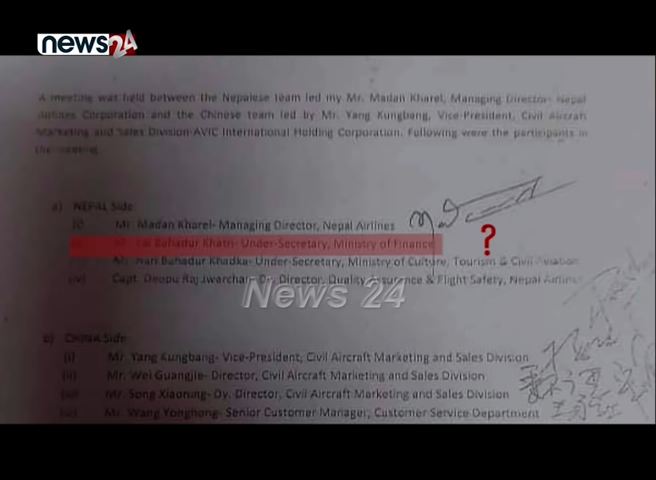 news24
A meeting was held between the Nepalese team led my Mr. Madan Kharel, Managing Director- Nepal
Airlines Corporation and the Chinese team led by Mr. Yang Kungbang, Vice-President, Civil Aircraft
Marketing and Sales Division-AVIC International Holding Corporation. Following were the participants in
the meeting
a) NEPAL Side
(i) Mr. Madan Kharel- Managing Director, Nepal Airlines
Bahadur Khatri- Under-Secretary, Ministry of Finance
?
Mr. Hari Bahadur Khadka- Under-Secretary, Ministry of Culture, Tourism & Civil Aviation
(iv) Capt. Deepu Raj Jwarchan- Dy. Director, Quality Insurance & Flight Safety, Nepal Airlines
News 24
b) CHINA Side
(i) Mr. Yang Kungbang- Vice-President, Civil Aircraft Marketing and Sales Division
(ii) Mr. Wei Guangjie- Director, Civil Aircraft Marketing and Sales Division
(iii) Mr. Song Xiaoning- Dy. Director, Civil Aircraft Marketing and Sales Division
(iv) Mr. Wang Yonghong- Senior Customer Manager, Customer Service Department